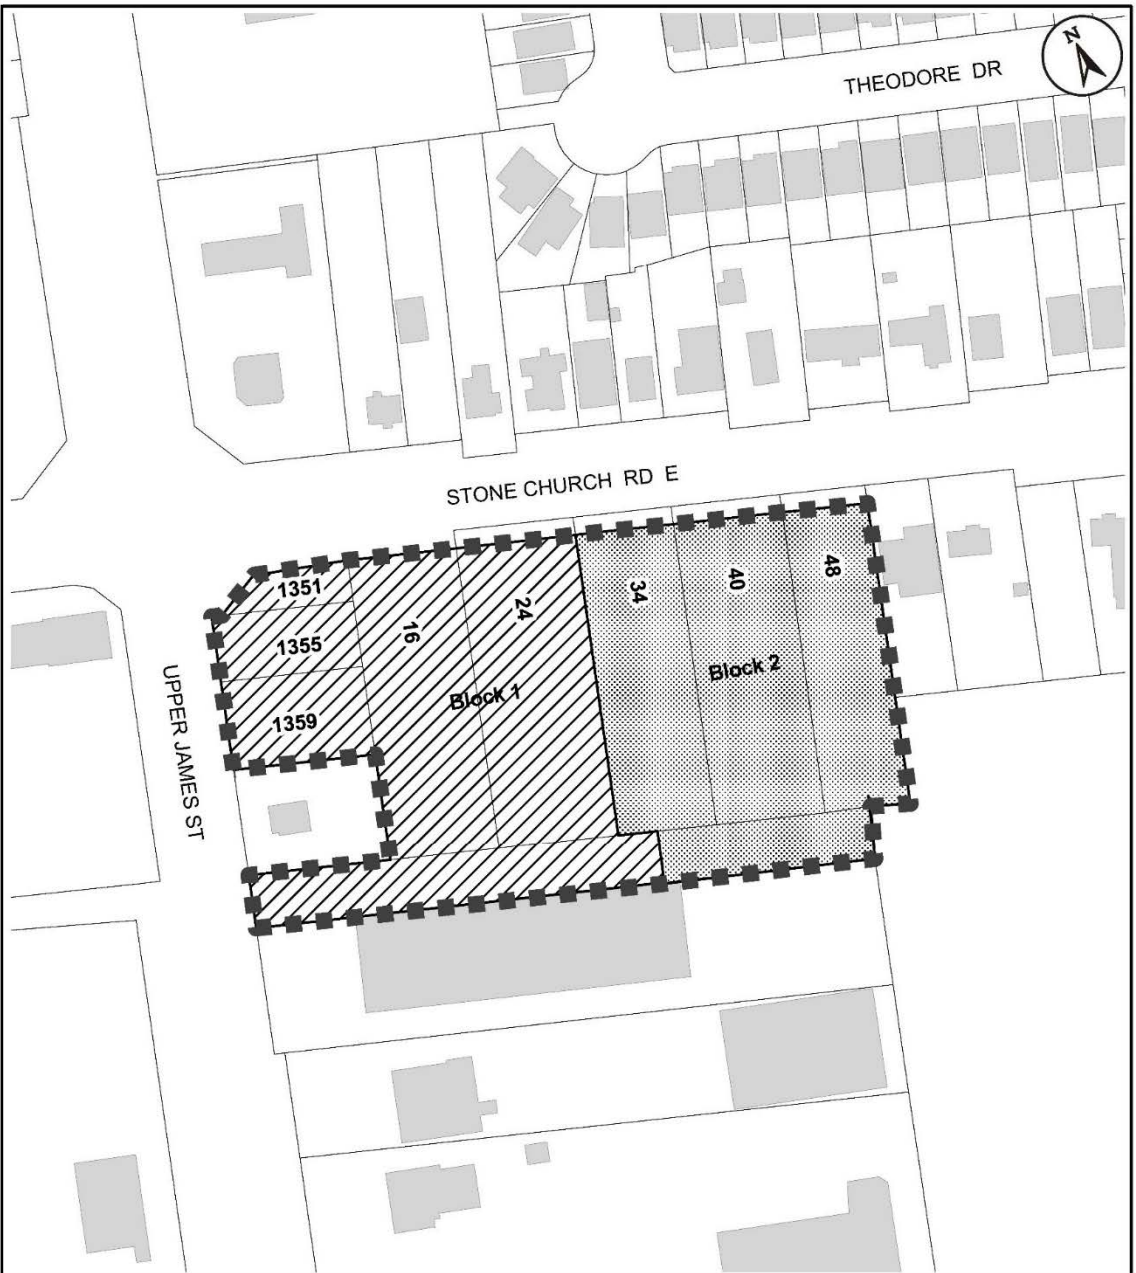 N
THEODORE DR
STONE CHURCH RD E
1351
1355
1359
16
24
34
40
48
Block 1
Block 2
UPPER JAMES ST